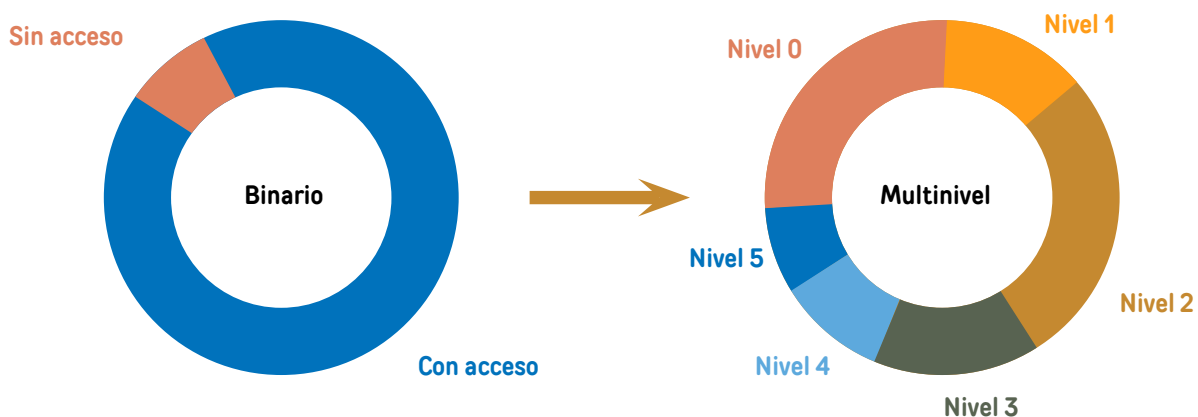 Sin acceso
Binario
Con acceso
Nivel 0
Nivel 1
Multinivel
Nivel 5
Nivel 2
Nivel 4
Nivel 3